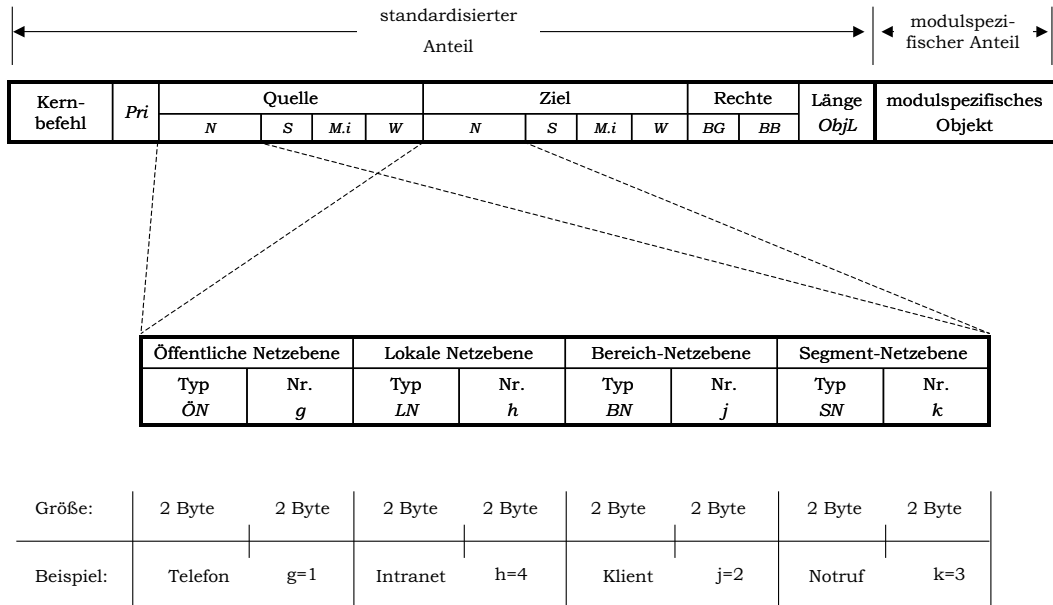 standardisierter
Anteil
modulspezi-
fischer Anteil
Kern-
befehl
Pri
Quelle
Ziel
Rechte
Länge
ObjL
modulspezifisches
Objekt
N S M.i W N S M.i W BG BB
Öffentliche Netzebene Lokale Netzebene Bereich-Netzebene Segment-Netzebene
Typ Nr. Typ Nr. Typ Nr. Typ Nr.
ÖN g LN h BN j SN k
Größe: 2 Byte 2 Byte 2 Byte 2 Byte 2 Byte 2 Byte 2 Byte 2 Byte
Beispiel: Telefon g=1 Intranet h=4 Klient j=2 Notruf k=3